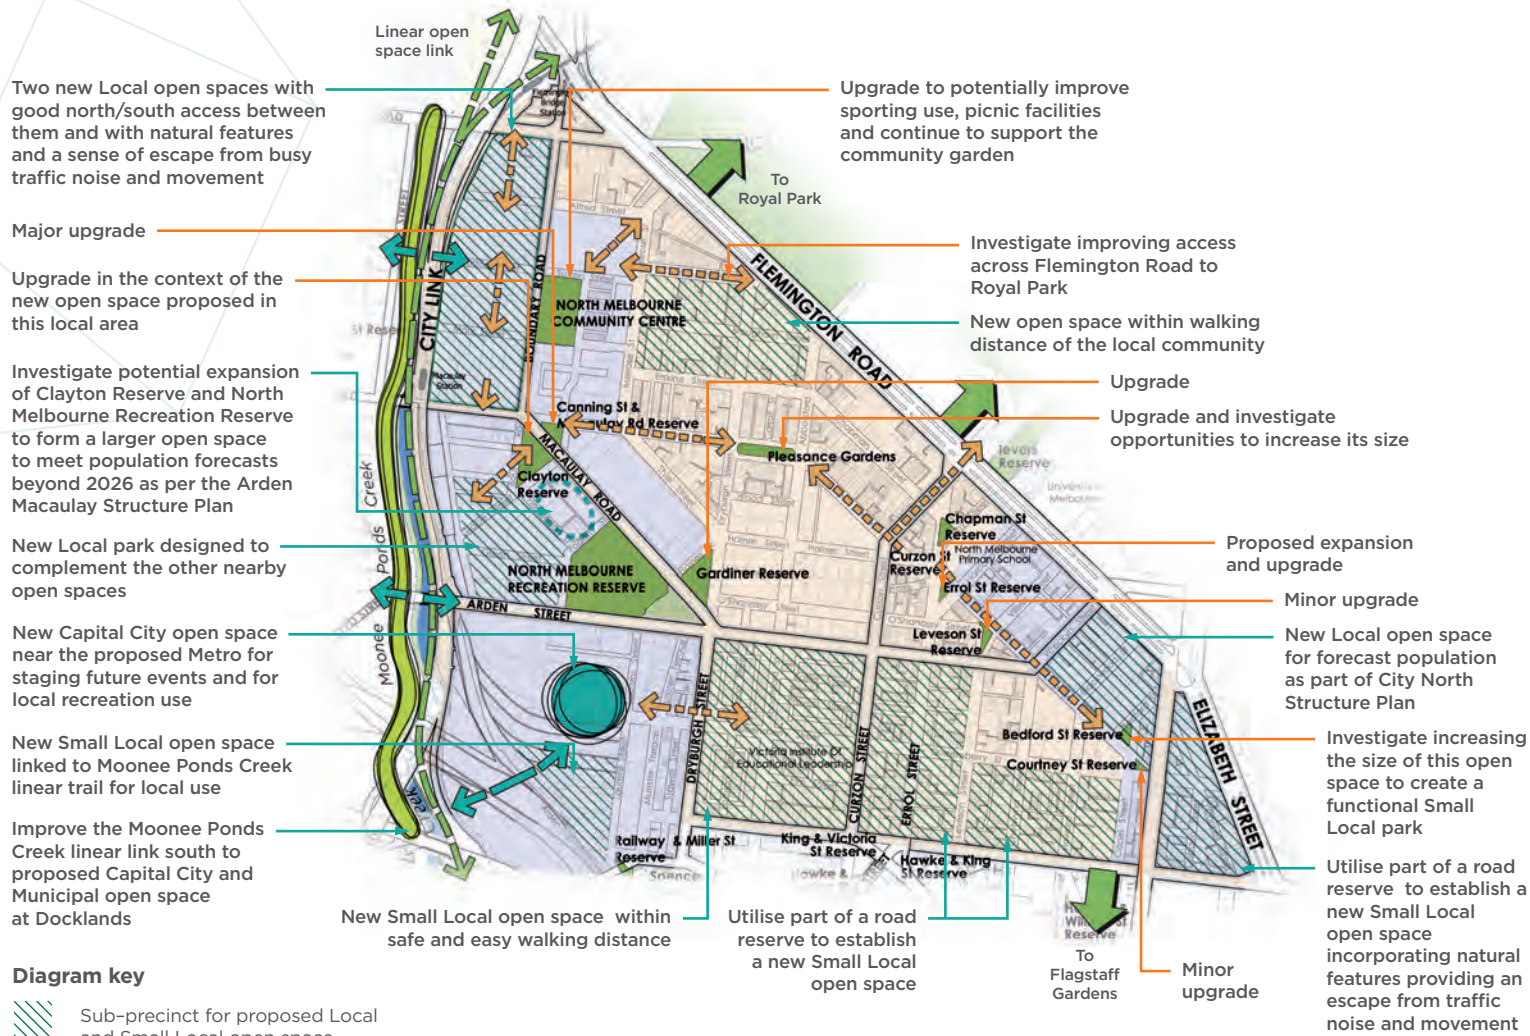 Linear open
space link
Two new Local open spaces with
good north/south access between
them and with natural features
and a sense of escape from busy
traffic noise and movement
Major upgrade
Upgrade in the context of the
new open space proposed in
this local area
Investigate potential expansion
of Clayton Reserve and North
Melbourne Recreation Reserve
to form a larger open space
to meet population forecasts
beyond 2026 as per the Arden
Macaulay Structure Plan
New Local park designed to
complement the other nearby
open spaces
New Capital City open space
near the proposed Metro for
staging future events and for
local recreation use
New Small Local open space
linked to Moonee Ponds Creek
linear trail for local use
Improve the Moonee Ponds
Creek linear link south to
proposed Capital City and
Municipal open space
at Docklands
Upgrade to potentially improve
sporting use, picnic facilities
and continue to support the
community garden
To
Royal Park
Investigate improving access
across Flemington Road to
Royal Park
New open space within walking
distance of the local community
Upgrade
Upgrade and investigate
opportunities to increase its size
Proposed expansion
and upgrade
Minor upgrade
New Local open space
for forecast population
as part of City North
Structure Plan
Investigate increasing
the size of this open
space to create a
functional Small
Local park
Utilise part of a road
reserve to establish a
new Small Local
open space
incorporating natural
features providing an
escape from traffic
noise and movement
Bridge
Station
Alfred Street
STREET
CITY LINK
BOUNDARY ROAD
FLEMINGTON ROAD
NORTH MELBOURNE
COMMUNITY CENTRE
Macaulay
Station
Canning St &
Rd Reserve
MACAULAY ROAD
Pleasance Gardens
Clayton
Reserve
Reserve
Chapman St
Reserve
North Melbourne
Primary School
Curzon St
Reserve
Errol St Reserve
NORTH MELBOURNE
RECREATION RESERVE
Gardiner Reserve
O'Shanassy Street
Leveson St
Reserve
ARDEN STREET
Moonee Ponds Creek
DRYBURGH STREET
Victoria Institute Of
Educational Leadership
CURZON STREET
ERROL STREET
Bedford St Reserve
Courtney St Reserve
ELIZABETH STREET
Railway & Miller St
Reserve
King & Victoria
St Reserve
Hawke & King
St Reserve
New Small Local open space within
safe and easy walking distance
Utilise part of a road
reserve to establish
a new Small Local
open space
Reserve
To
Flagstaff
Gardens
Minor
upgrade
Diagram key
Sub-precinct for proposed Local
and Small Local open space